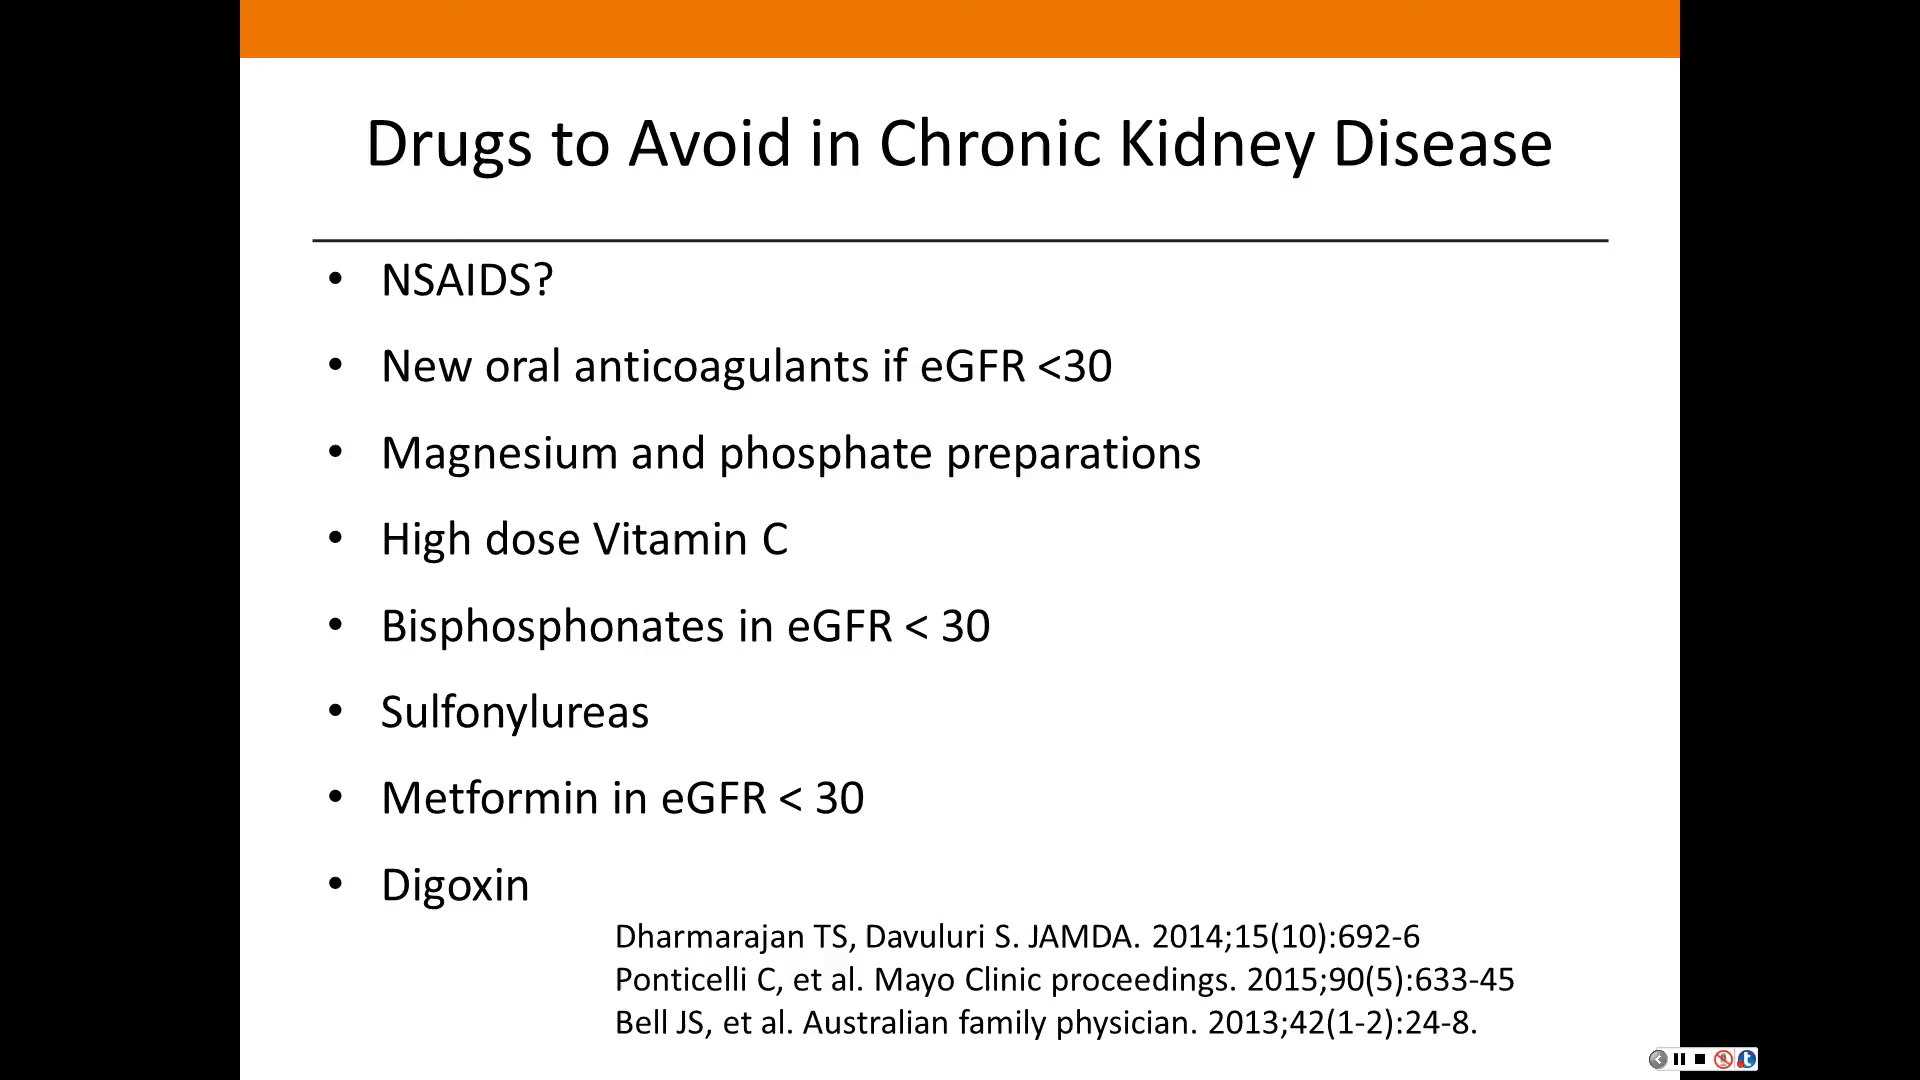 Drugs to Avoid in Chronic Kidney Disease
• NSAIDS?
• New oral anticoagulants if eGFR <30
• Magnesium and phosphate preparations
• High dose Vitamin C
• Bisphosphonates in eGFR < 30
• Sulfonylureas
• Metformin in eGFR < 30
• Digoxin
Dharmarajan TS, Davuluri S. JAMDA. 2014;15(10):692-6
Ponticelli C, et al. Mayo Clinic proceedings. 2015;90(5):633-45
Bell JS, et al. Australian family physician. 2013;42(1-2):24-8.